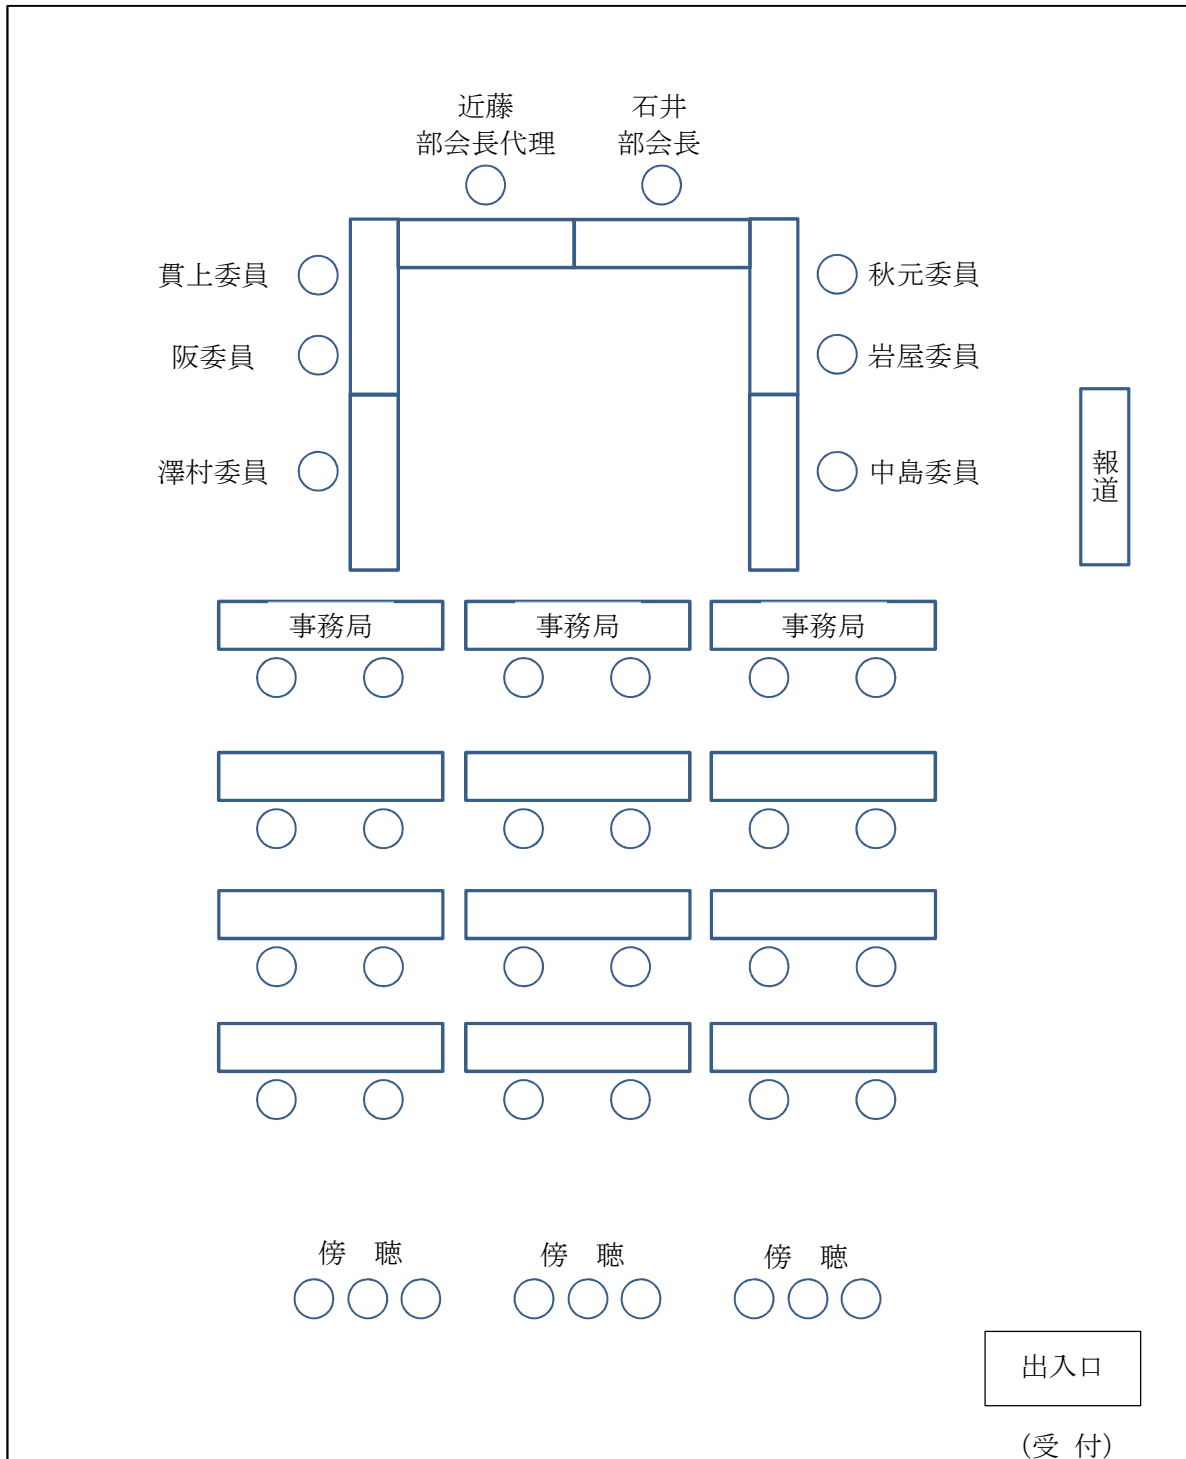 近藤
部会長代理
石井
部会長
貫上委員
秋元委員
阪委員
岩屋委員
澤村委員
中島委員
報道
事務局
事務局
事務局
傍　聴
傍　聴
傍　聴
出入口
（受 付）